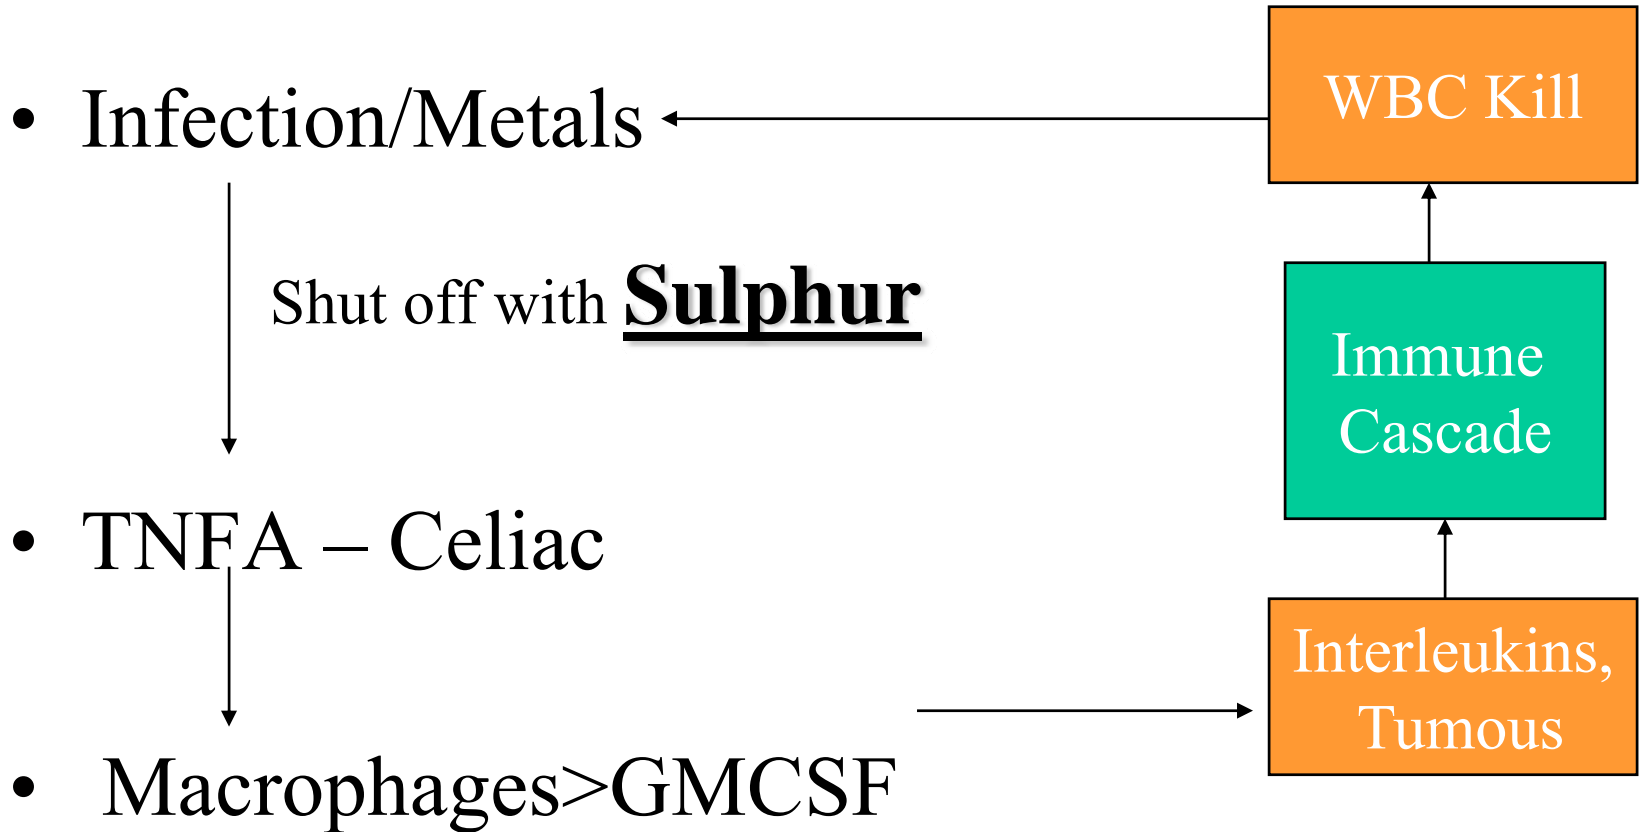 • Infection/Metals
WBC Kill
Shut off with Sulphur
Immune
Cascade
• TNFA – Celiac
Interleukins,
Tumous
• Macrophages>GMCSF